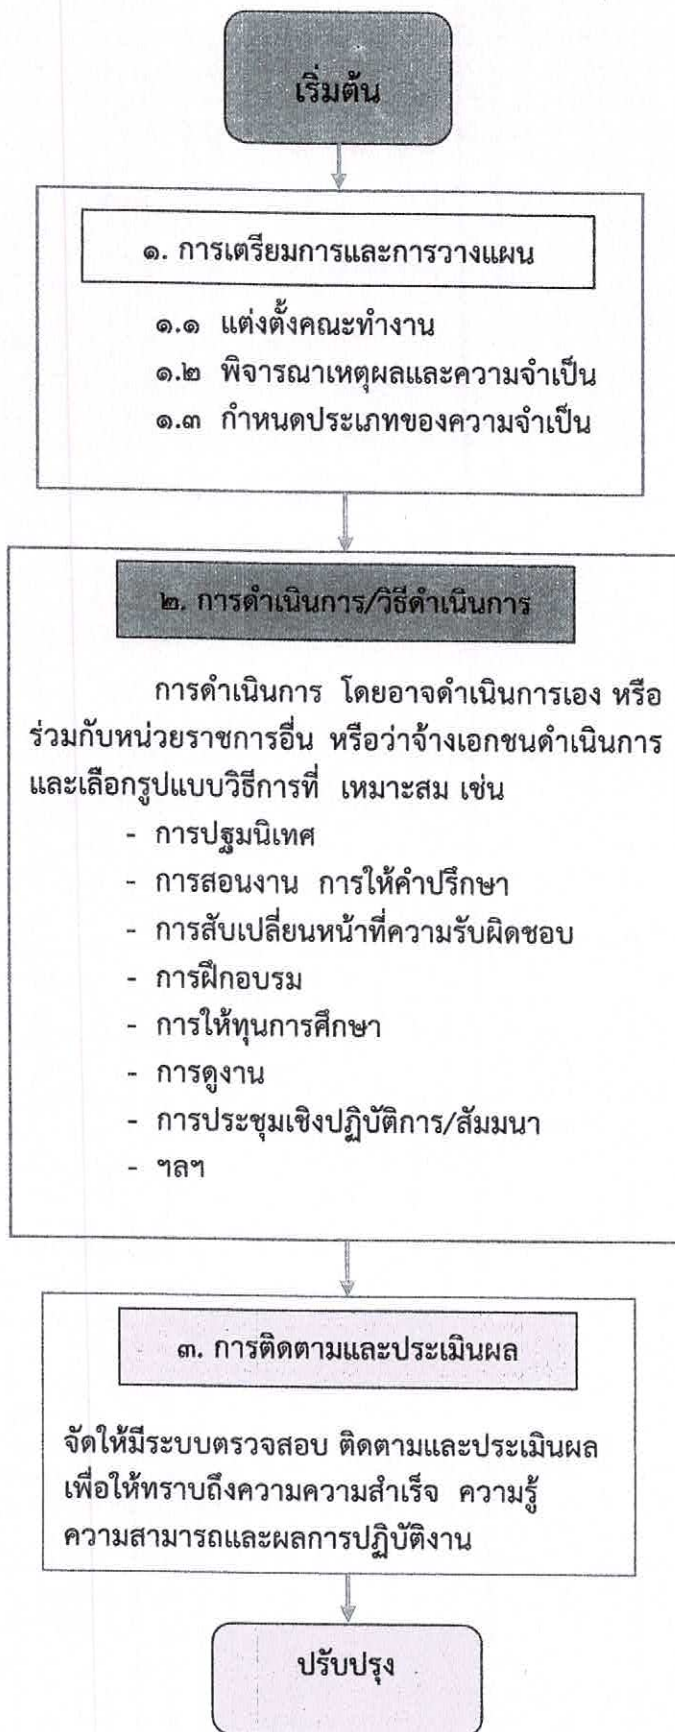 เริ่มต้น
๑. การเตรียมการและการวางแผน
๑.๑ แต่งตั้งคณะทำงาน
๑.๒ พิจารณาเหตุผลและความจำเป็น
๑.๓ กำหนดประเภทของความจำเป็น
๒. การดำเนินการ/วิธีดำเนินการ
การดำเนินการ โดยอาจดำเนินการเอง หรือ
ร่วมกับหน่วยราชการอื่น หรือว่าจ้างเอกชนดำเนินการ
และเลือกรูปแบบวิธีการที่ เหมาะสม เช่น
- การปฐมนิเทศ
- การสอนงาน การให้คำปรึกษา
- การสับเปลี่ยนหน้าที่ความรับผิดชอบ
- การฝึกอบรม
- การให้ทุนการศึกษา
- การดูงาน
- การประชุมเชิงปฏิบัติการ/สัมมนา
- ฯลฯ
๓. การติดตามและประเมินผล
จัดให้มีระบบตรวจสอบ ติดตามและประเมินผล
เพื่อให้ทราบถึงความความสำเร็จ ความรู้
ความสามารถและผลการปฏิบัติงาน
ปรับปรุง